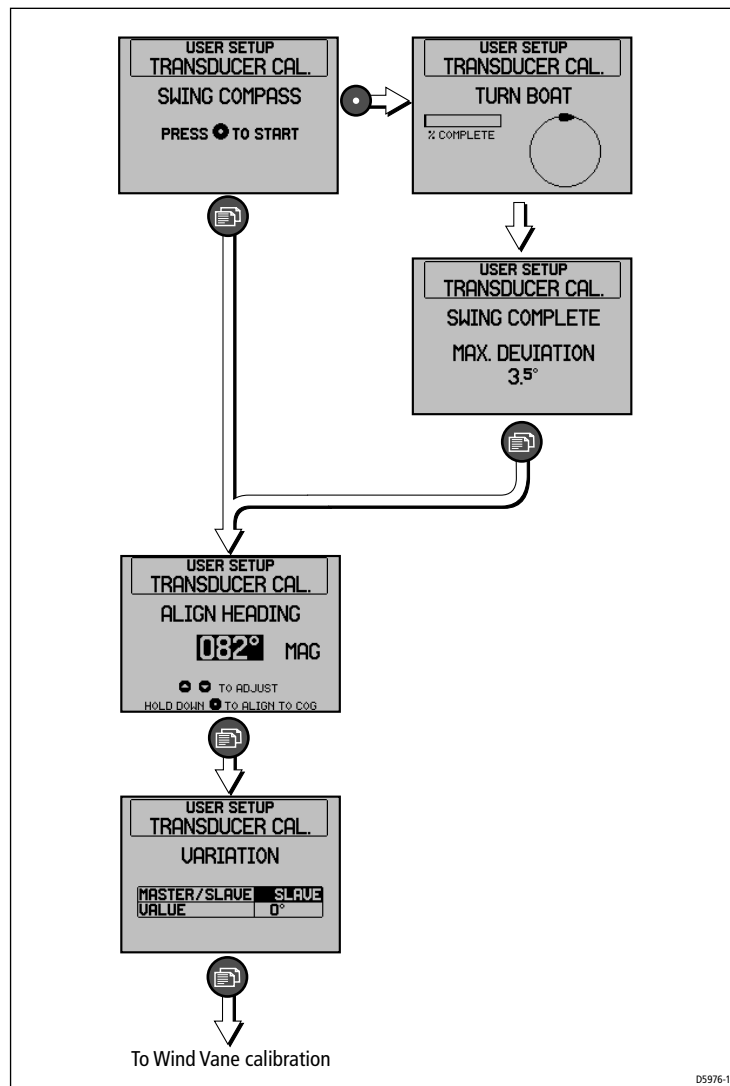 USER SETUP
TRANSDUCER CAL.
SWING COMPASS
PRESS TO START
USER SETUP
TRANSDUCER CAL.
TURN BOAT
% COMPLETE
USER SETUP
TRANSDUCER CAL.
SWING COMPLETE
MAX. DEVIATION
3.5°
USER SETUP
TRANSDUCER CAL.
ALIGN HEADING
082° MAG
TO ADJUST
HOLD DOWN TO ALIGN TO COG
USER SETUP
TRANSDUCER CAL.
VARIATION
MASTER/SLAVE SLAVE
VALUE 0°
To Wind Vane calibration
D5976-1